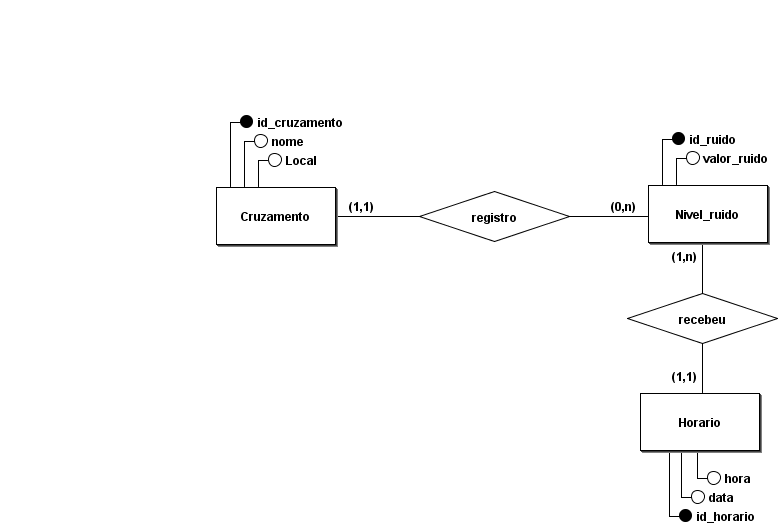 id_cruzamento
nome
Local
Cruzamento
(1,1)
registro
(0,n)
id_ruido
valor_ruido
Nivel_ruido
(1,n)
recebeu
(1,1)
Horario
hora
data
id_horario